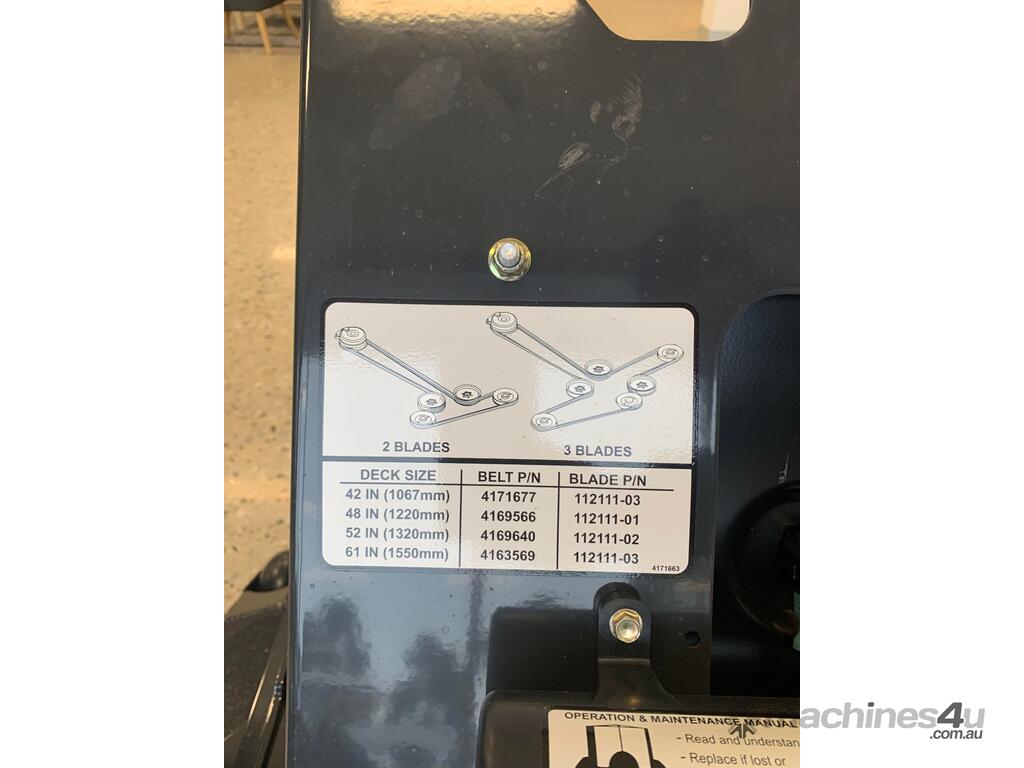 2 BLADES 3 BLADES
DECK SIZE BELT P/N BLADE P/N
42 IN (1067mm) 4171677 112111-03
48 IN (1220mm) 4169566 112111-01
52 IN (1320mm) 4169640 112111-02
61 IN (1550mm) 4163569 112111-03
4171663
OPERATION & MAINTENANCE MANUAL
- Read and understan
- Replace if lost or
machines4u
.com.au